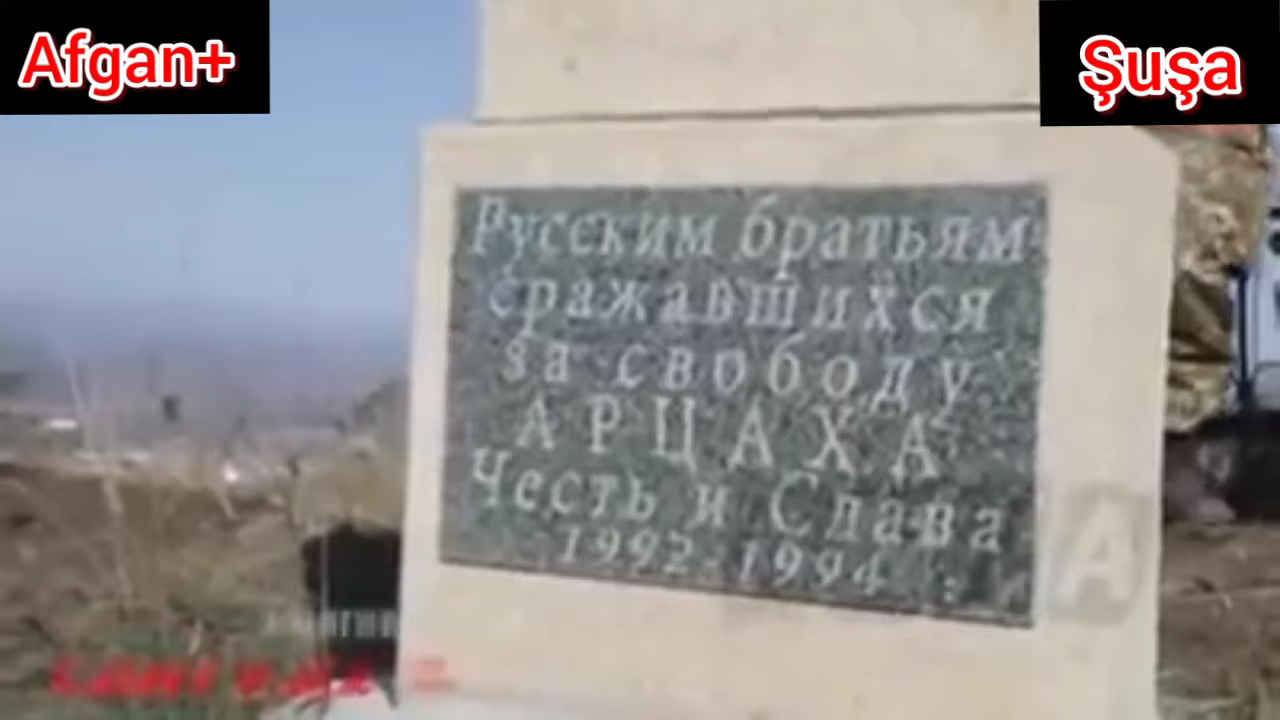 Afgan+
Şuşa
Русским братьям
сражавшихся
за свободу
АРЦАХА
Честь и Слава
1992-1994
A